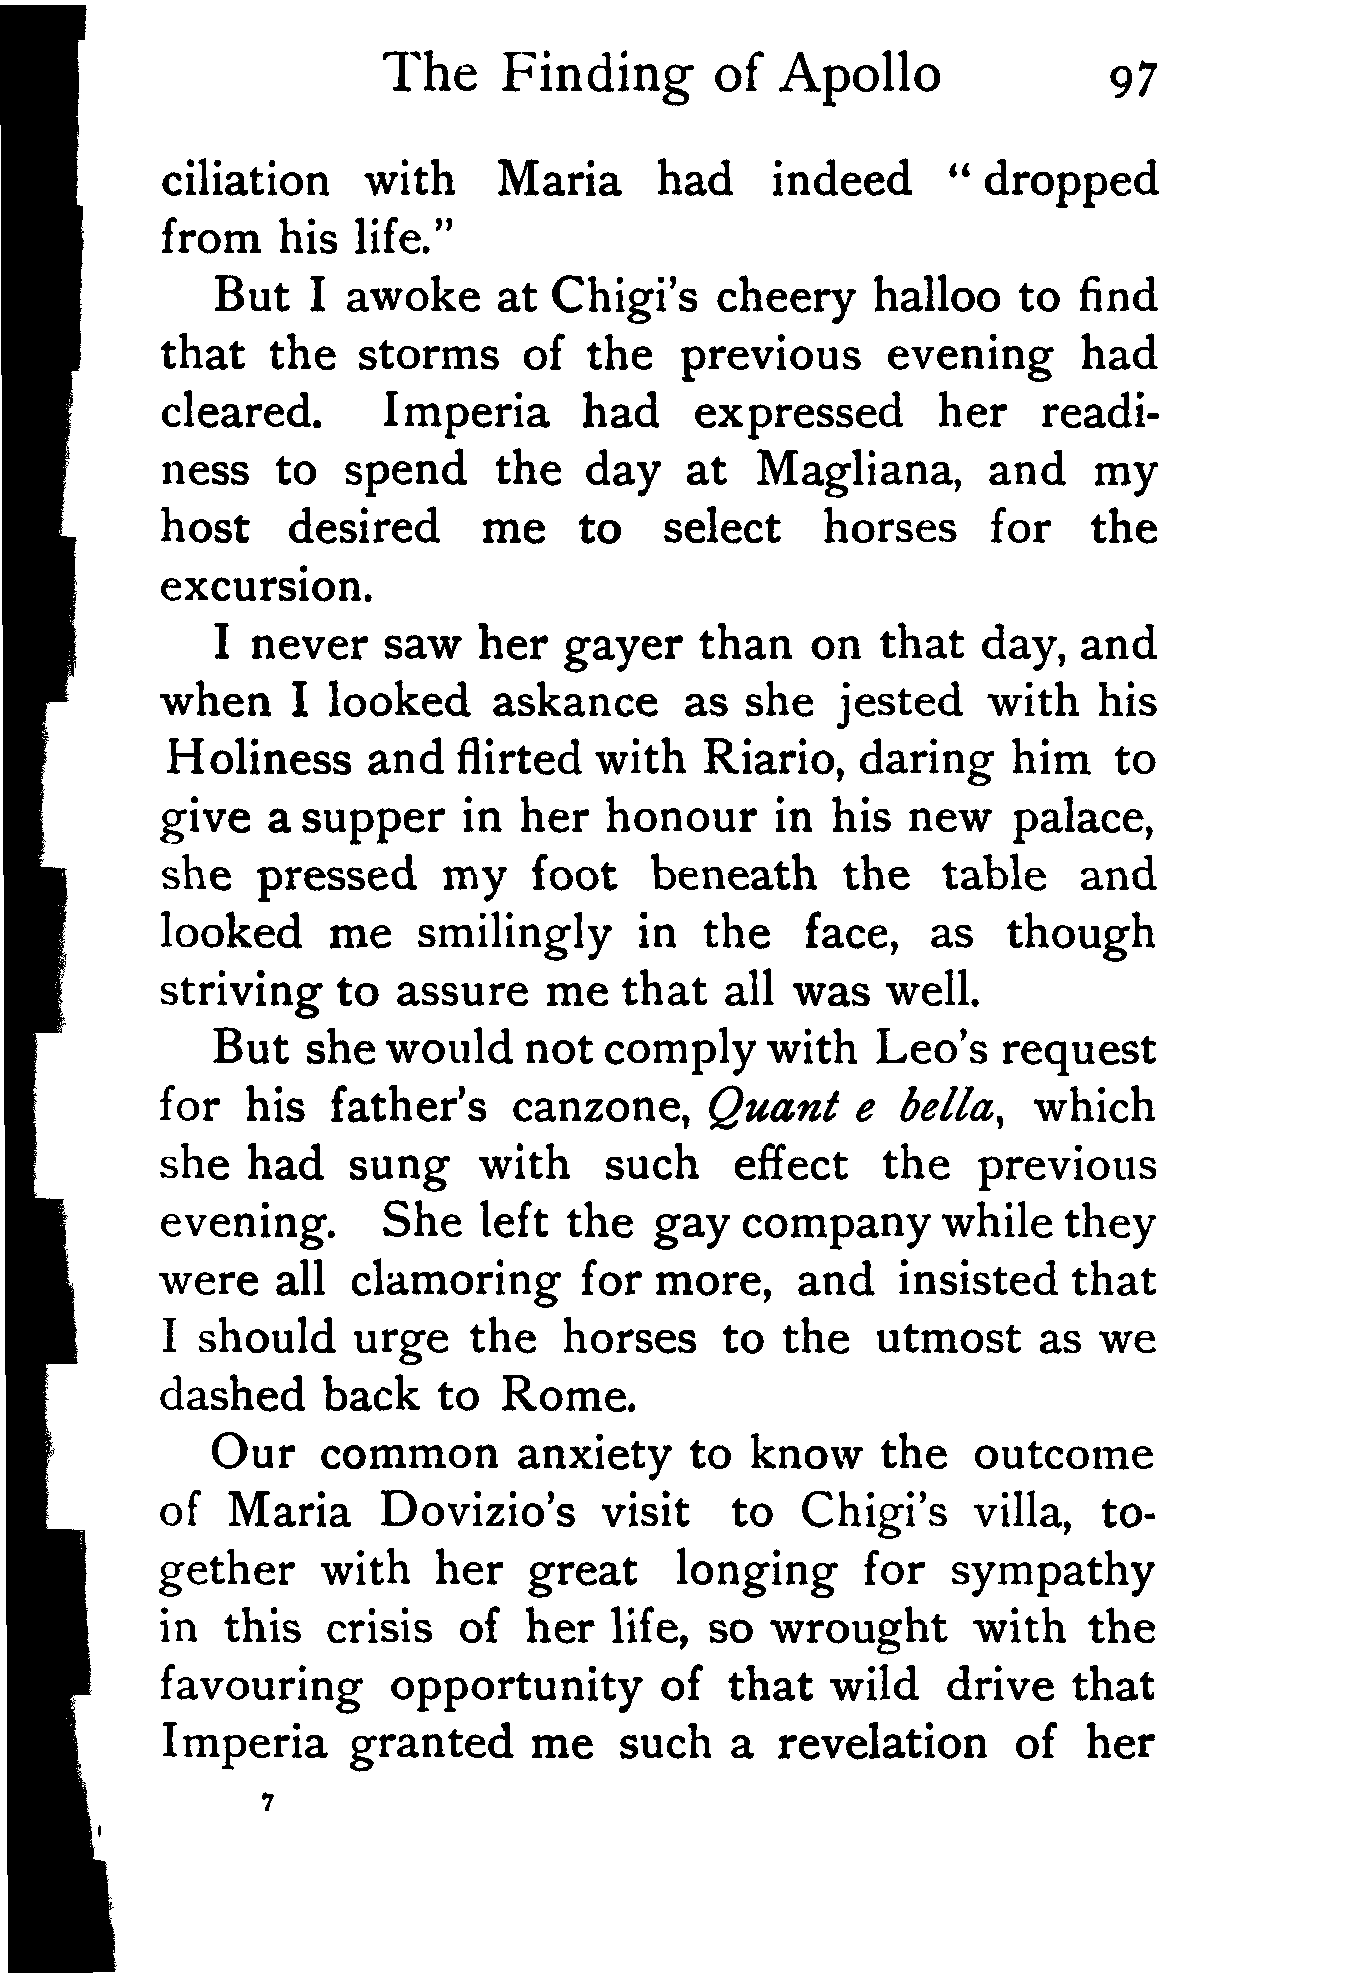 The Finding of Apollo 97
ciliation with Maria had indeed “ dropped
from his life.”
But I awoke at Chigi's cheery halloo to find
that the storms of the previous evening had
cleared. Imperia had expressed her readi-
ness to spend the day at Magliana, and my
host desired me to select horses for the
excursion.
I never saw her gayer than on that day, and
when I looked askance as she jested with his
Holiness and flirted with Riario, daring him to
give a supper in her honour in his new palace,
she pressed my foot beneath the table and
looked me smilingly in the face, as though
striving to assure me that all was well.
But she would not comply with Leo's request
for his father's canzone, Quant e bella, which
she had sung with such effect the previous
evening. She left the gay company while they
were all clamoring for more, and insisted that
I should urge the horses to the utmost as we
dashed back to Rome.
Our common anxiety to know the outcome
of Maria Dovizio's visit to Chigi's villa, to-
gether with her great longing for sympathy
in this crisis of her life, so wrought with the
favouring opportunity of that wild drive that
Imperia granted me such a revelation of her
7